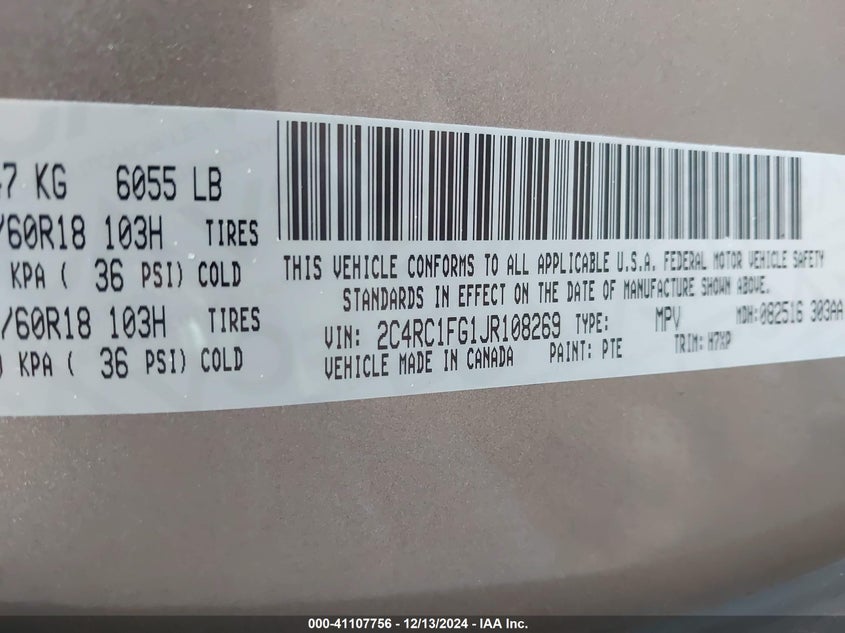 47 KG 6055 LB
/60R18 103H TIRES
KPA ( 36 PSI) COLD
/60R18 103H
) KPA ( 36 PSI) COLD
THIS VEHICLE CONFORMS TO ALL APPLICABLE U.S.A. FEDERAL MOTOR VEHICLE SAFETY
STANDARDS IN EFFECT ON THE DATE OF MANUFACTURE SHOWN ABOVE.
VIN: 2C4RC1FG1JR108269 TYPE: MPV MDH:082516 303AA
VEHICLE MADE IN CANADA PAINT: PTE TRIM: H7XP
000-41107756 - 12/13/2024 - IAA Inc.